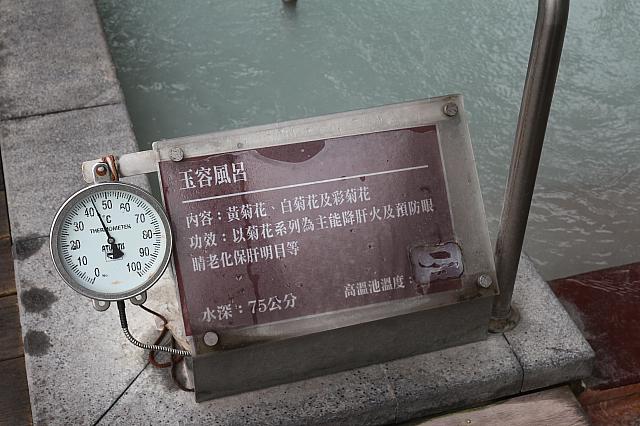 玉容風呂
內容：黃菊花、白菊花及彩菊花
功效：以菊花系列為主能降肝火及預防眼
睛老化保肝明目等
水深：75公分
高溫池溫度：
0 10 20 30 40 50 60 70 80 90 100
°C
THERMOMETER